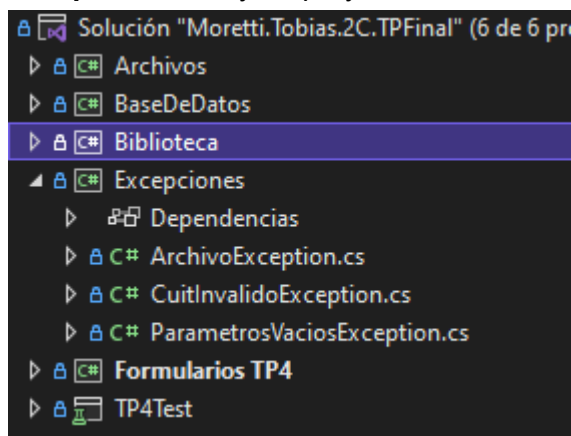 Solución "Moretti.Tobias.2C.TPFinal" (6 de 6 pr
C# Archivos
C# BaseDeDatos
C# Biblioteca
C# Excepciones
Dependencias
C# ArchivoException.cs
C# CuitInvalidoException.cs
C# ParametrosVaciosException.cs
C# Formularios TP4
TP4Test